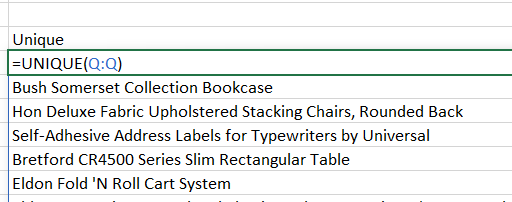 Unique
=UNIQUE(Q:Q)
Bush Somerset Collection Bookcase
Hon Deluxe Fabric Upholstered Stacking Chairs, Rounded Back
Self-Adhesive Address Labels for Typewriters by Universal
Bretford CR4500 Series Slim Rectangular Table
Eldon Fold 'N Roll Cart System